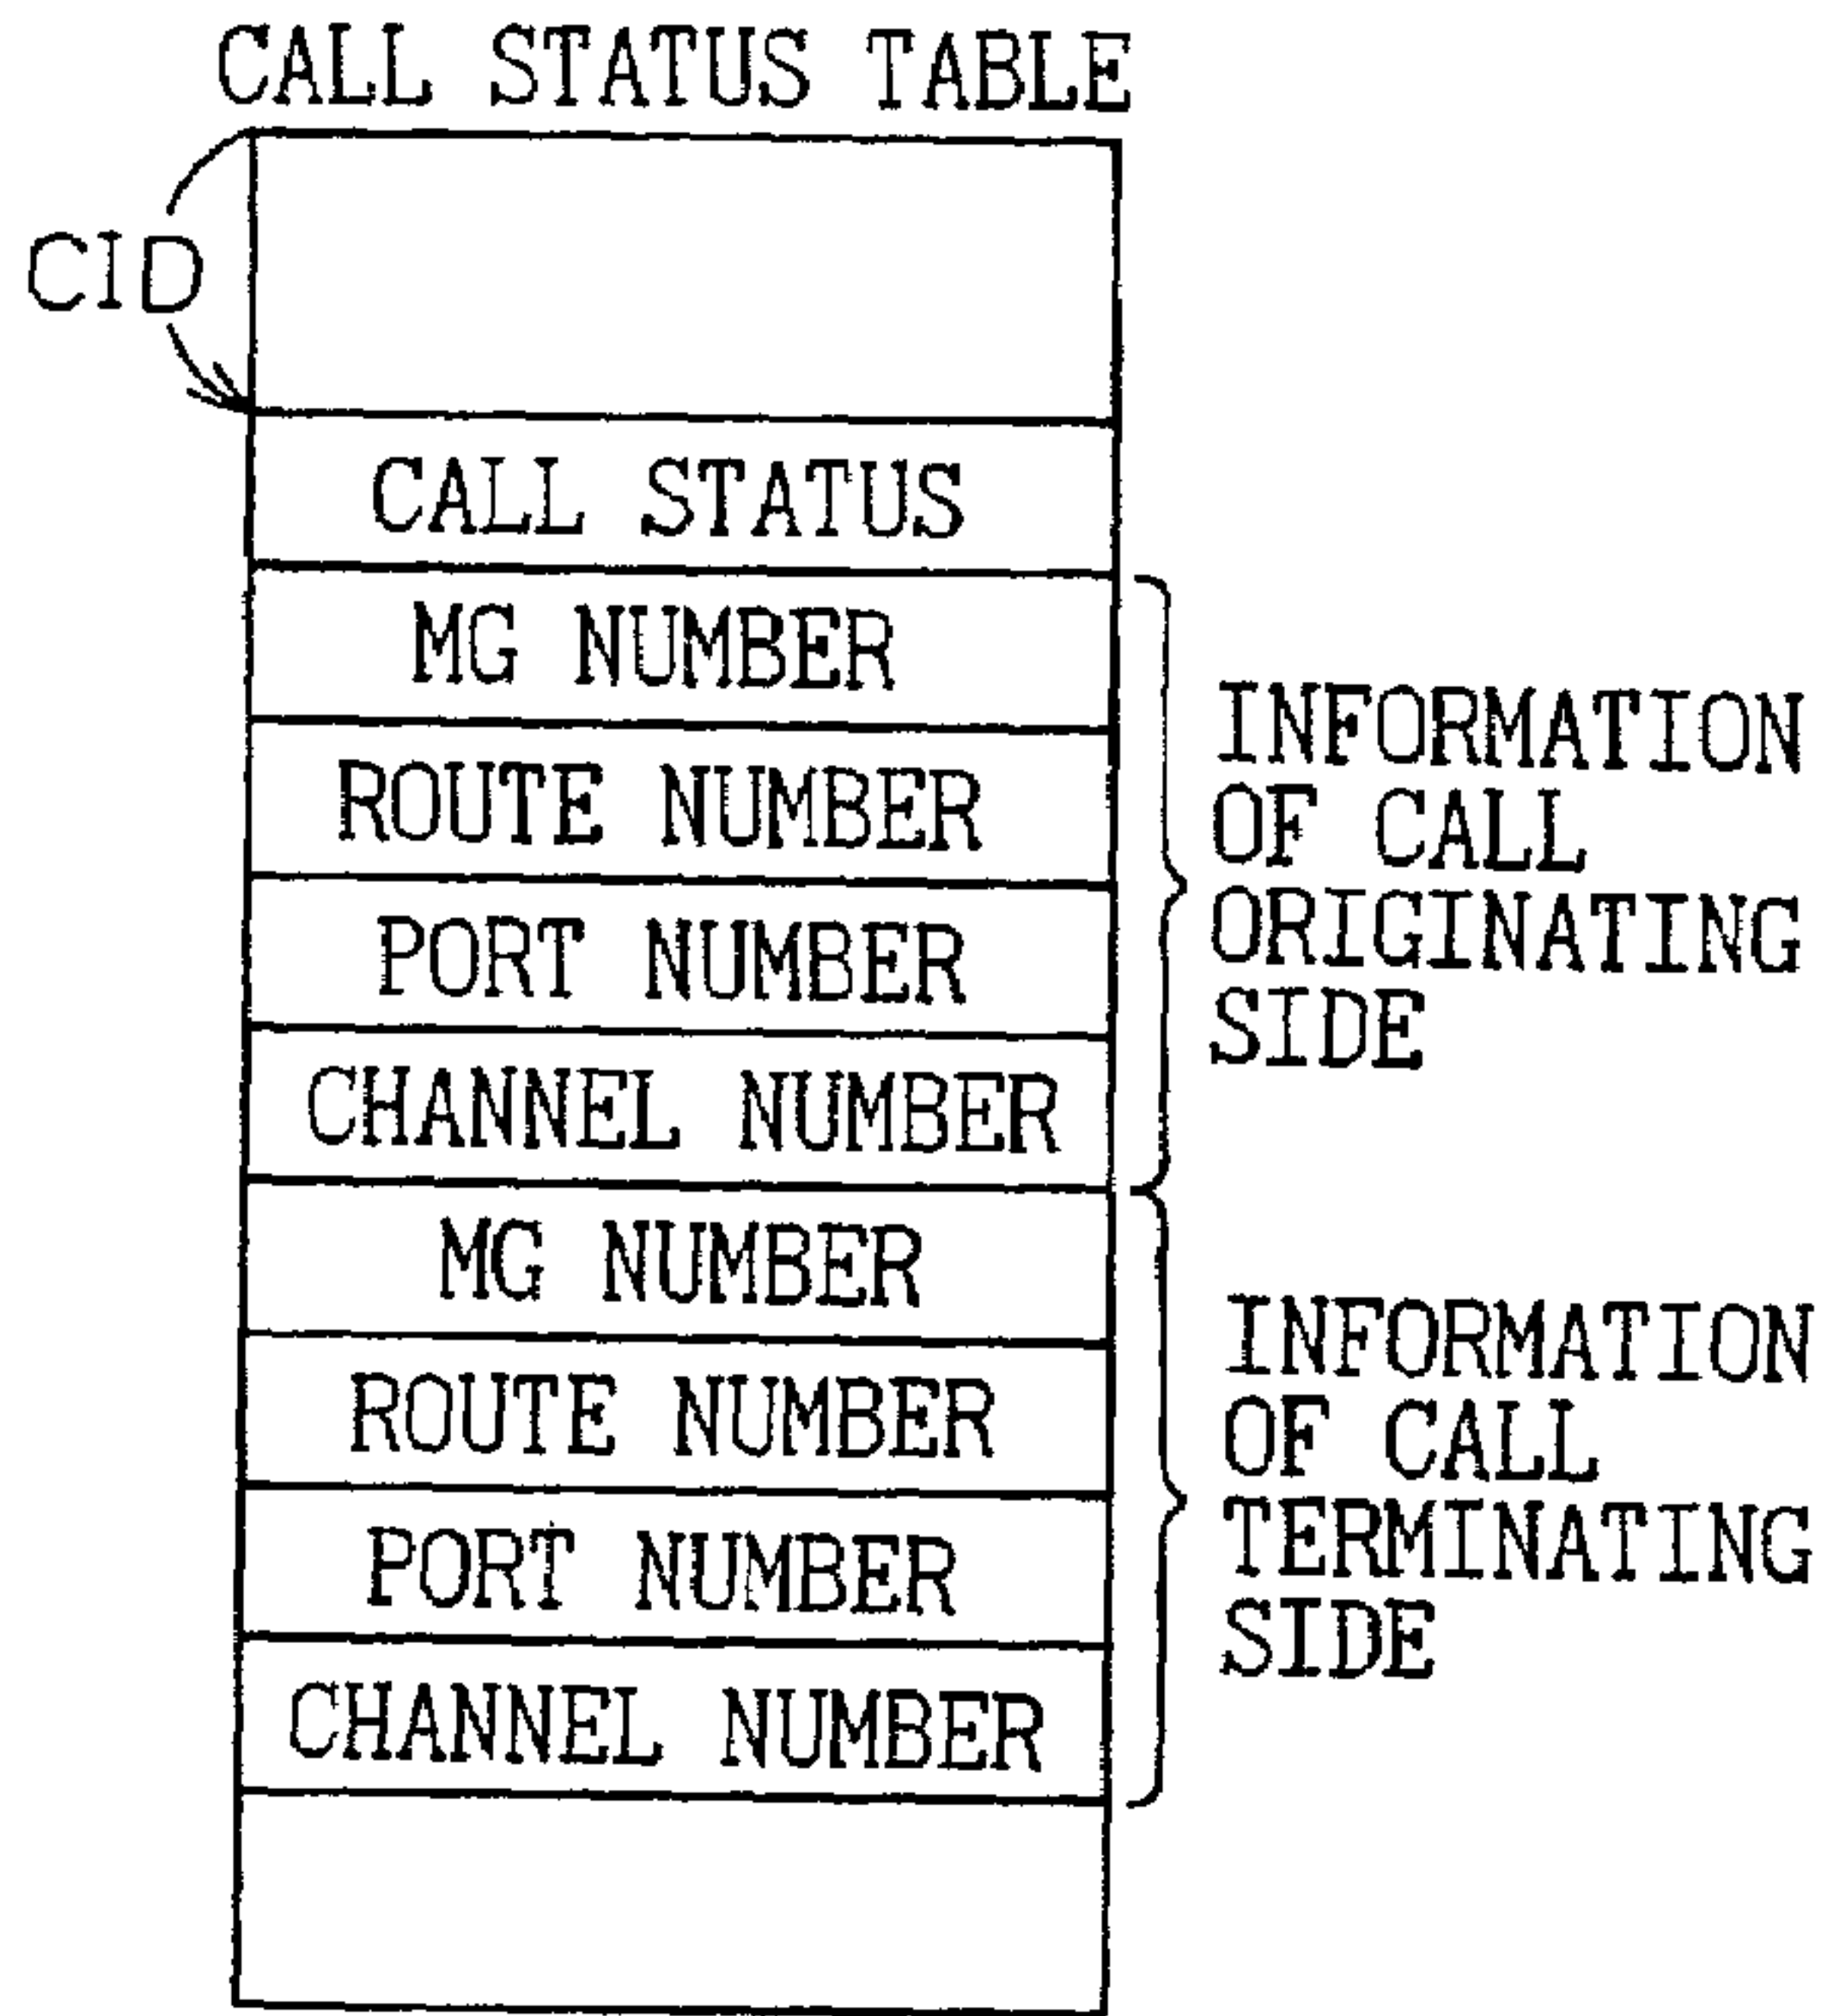 CALL STATUS TABLE
CID
CALL STATUS
MG NUMBER
ROUTE NUMBER
PORT NUMBER
CHANNEL NUMBER
INFORMATION
OF CALL
ORIGINATING
SIDE
MG NUMBER
ROUTE NUMBER
PORT NUMBER
CHANNEL NUMBER
INFORMATION
OF CALL
TERMINATING
SIDE